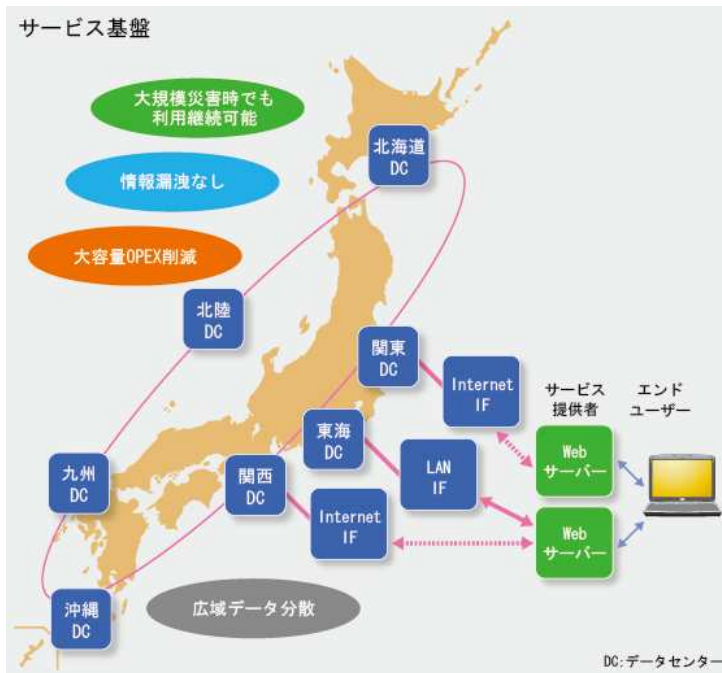 サービス基盤
大規模災害時でも
利用継続可能
情報漏洩なし
大容量OPEX削減
北海道
DC
北陸
DC
関東
DC
Internet
IF
サービス
提供者
エンド
ユーザー
東海
DC
LAN
IF
Web
サーバー
九州
DC
関西
DC
Internet
IF
Web
サーバー
沖縄
DC
広域データ分散
DC:データセンター